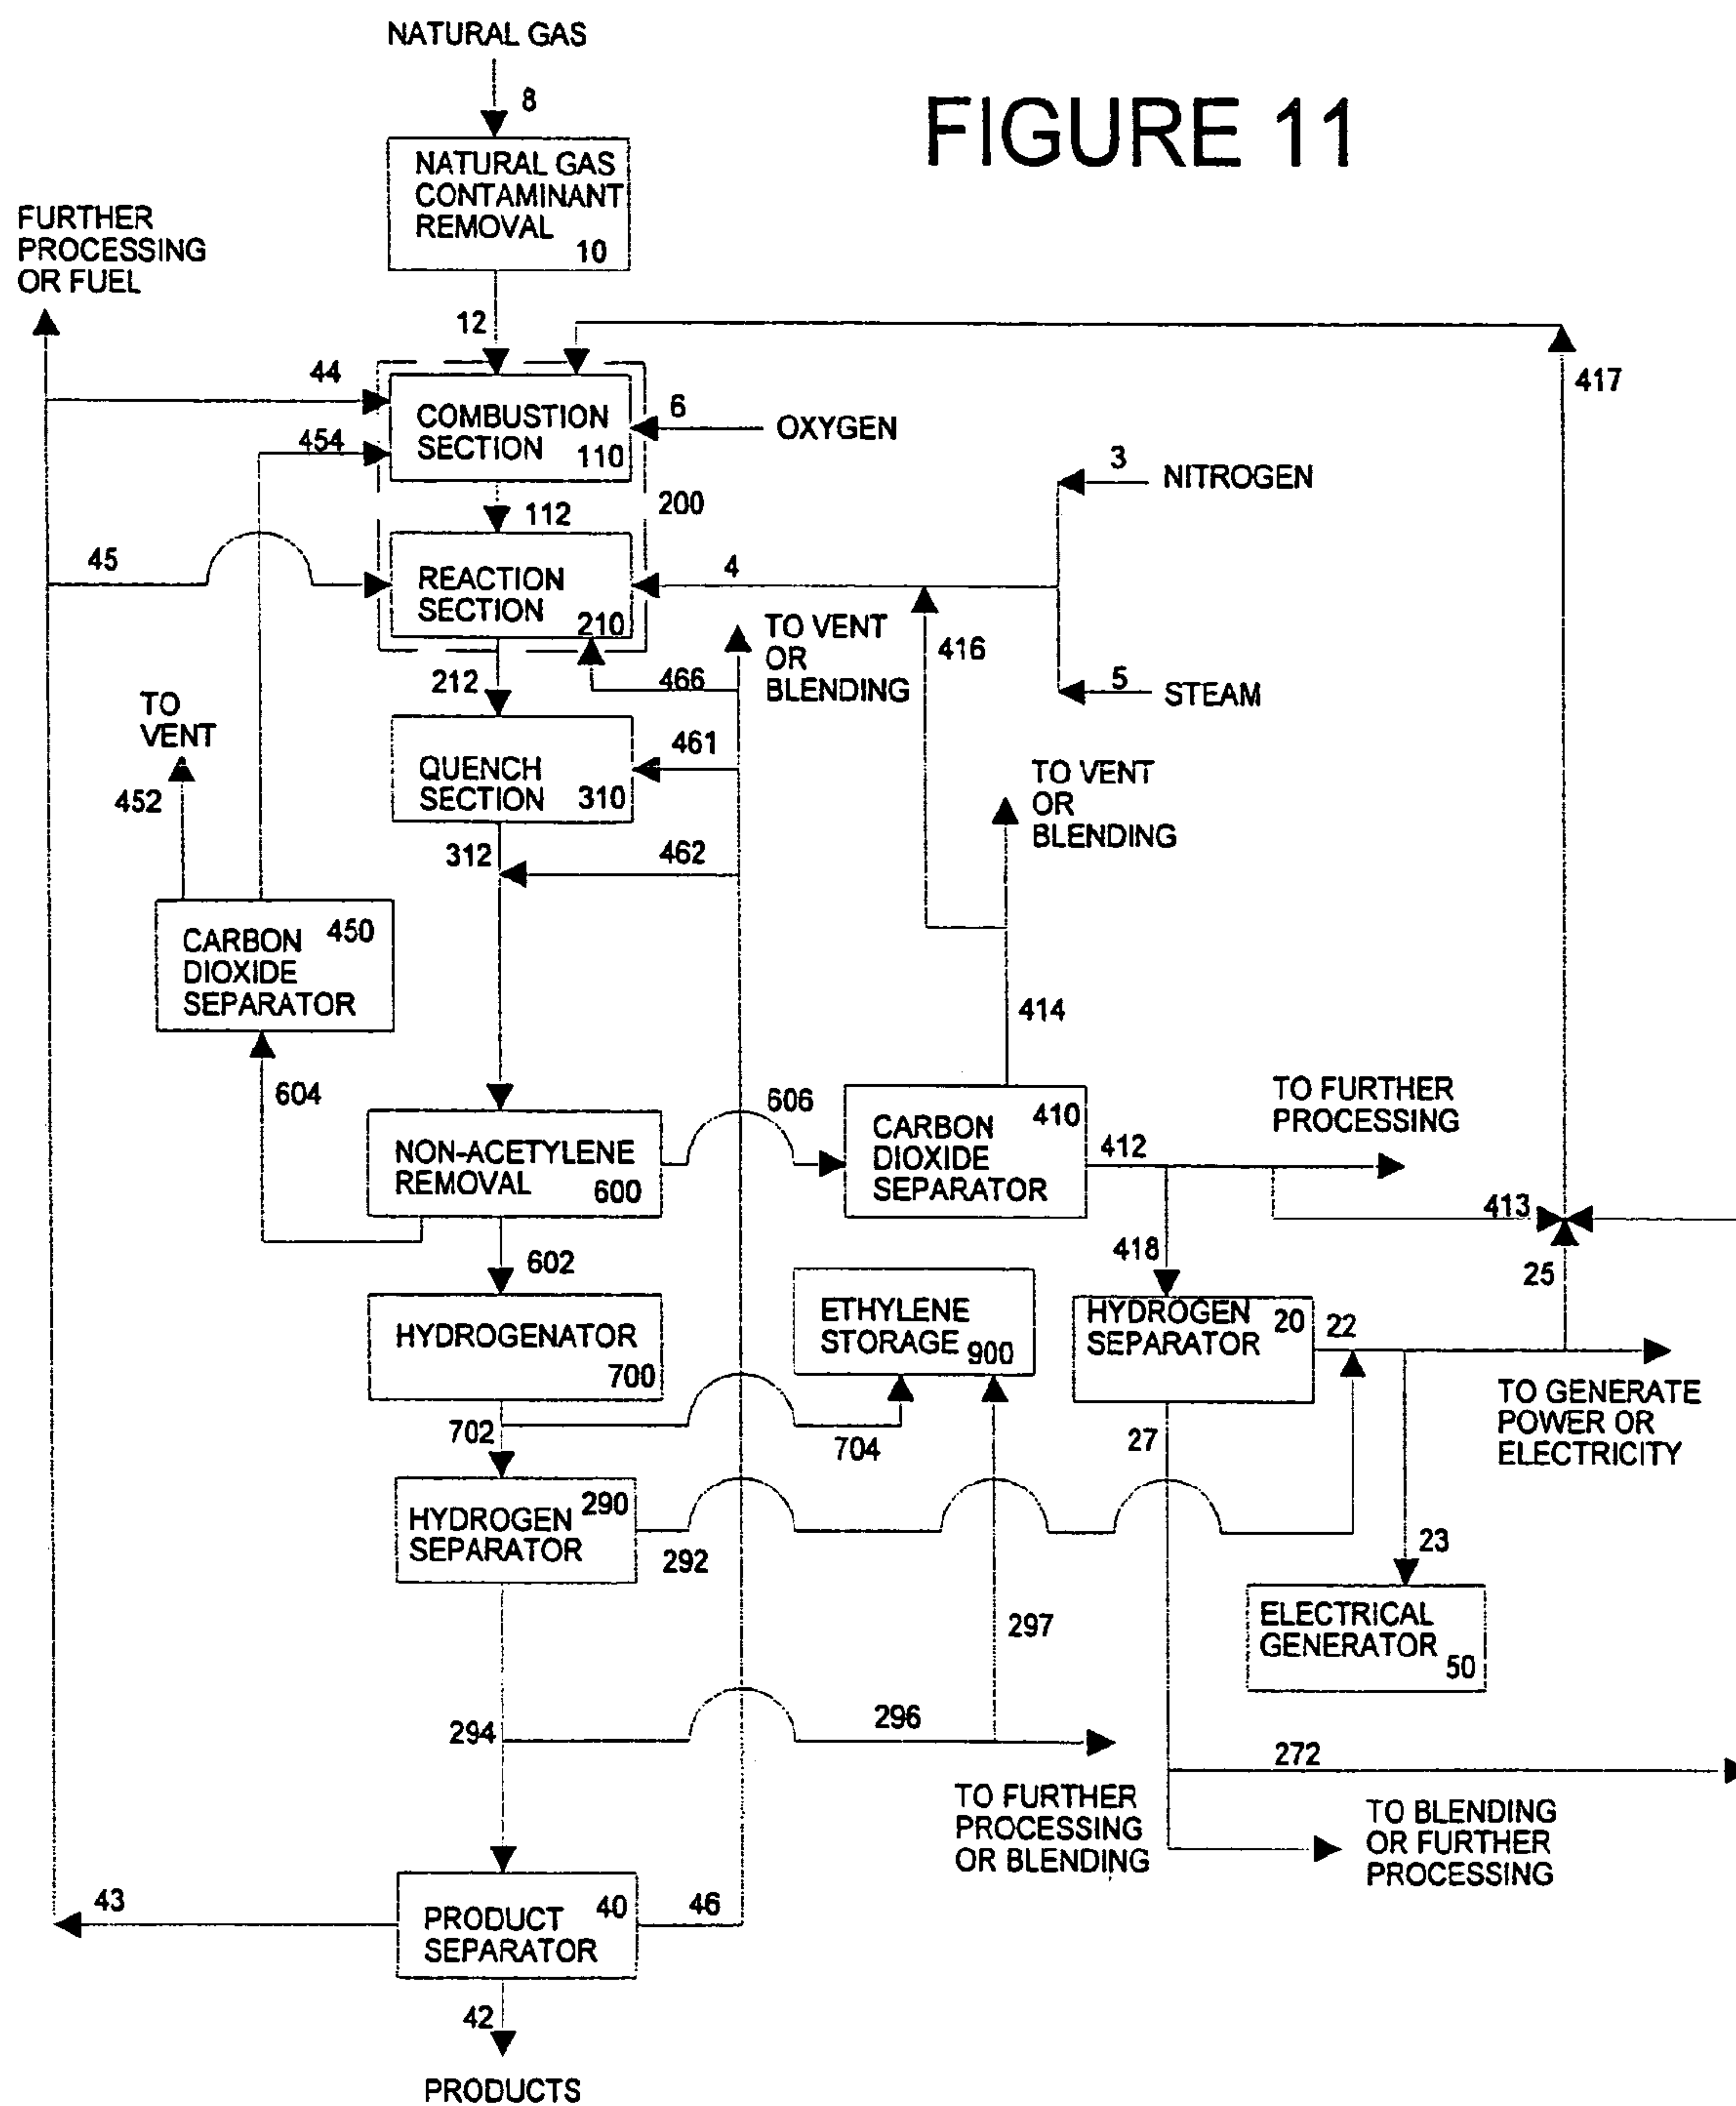 NATURAL GAS
8
FIGURE 11
NATURAL GAS
CONTAMINANT
REMOVAL
10
FURTHER
PROCESSING
OR FUEL
12
417
44
6
OXYGEN
COMBUSTION
SECTION
110
454
3
NITROGEN
200
112
45
4
REACTION
SECTION
210
TO VENT
OR
BLENDING
416
212
466
5
STEAM
TO
VENT
452
461
QUENCH
SECTION
310
TO VENT
OR
BLENDING
312
462
CARBON
DIOXIDE
SEPARATOR
450
414
604
606
TO FURTHER
PROCESSING
NON-ACETYLENE
REMOVAL
600
CARBON
DIOXIDE
SEPARATOR
410
412
413
418
602
25
HYDROGENATOR
700
ETHYLENE
STORAGE
900
HYDROGEN
SEPARATOR
20
22
TO GENERATE
POWER OR
ELECTRICITY
702
704
27
HYDROGEN
SEPARATOR
290
292
23
297
ELECTRICAL
GENERATOR
50
294
296
272
TO FURTHER
PROCESSING
OR BLENDING
TO BLENDING
OR FURTHER
PROCESSING
43
PRODUCT
SEPARATOR
40
46
42
PRODUCTS